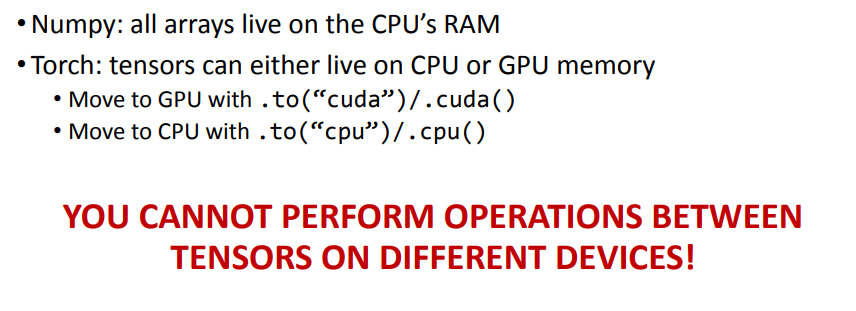 • Numpy: all arrays live on the CPU’s RAM
• Torch: tensors can either live on CPU or GPU memory
• Move to GPU with .to(“cuda”)/.cuda()
• Move to CPU with .to(“cpu”)/.cpu()
YOU CANNOT PERFORM OPERATIONS BETWEEN
TENSORS ON DIFFERENT DEVICES!